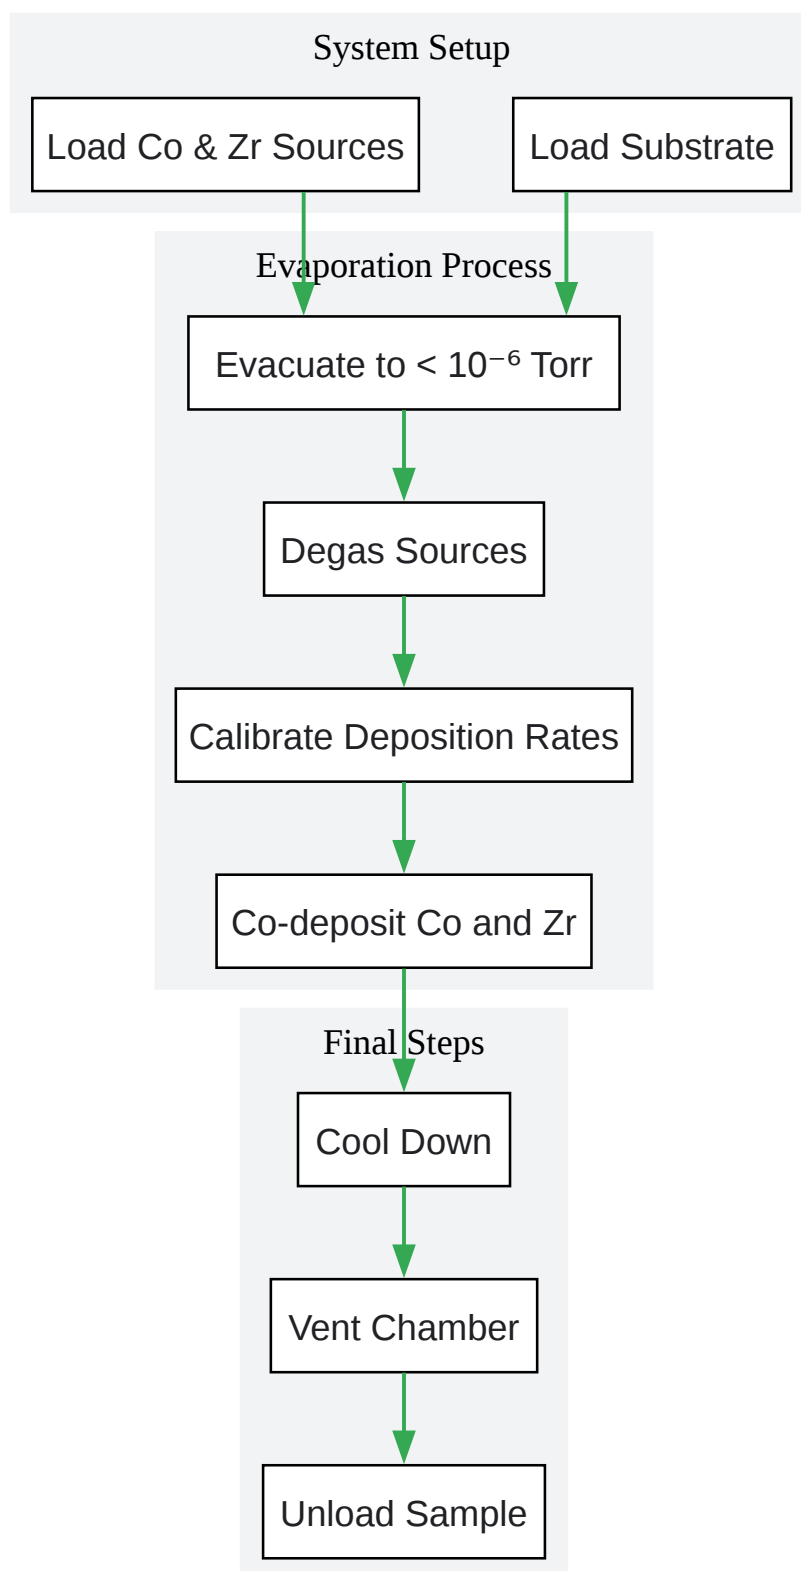 System Setup
Load Co & Zr Sources
Load Substrate
Evaporation Process
Evacuate to < 10⁻⁶ Torr
Degas Sources
Calibrate Deposition Rates
Co-deposit Co and Zr
Final Steps
Cool Down
Vent Chamber
Unload Sample